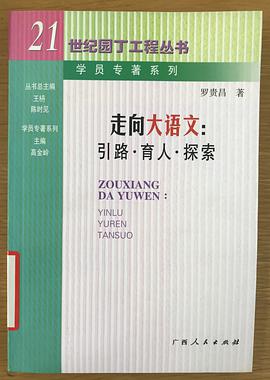 21世纪园丁工程丛书
学员专著系列
丛书总主编
王枬
陈时见
学员专著系列
主编
高金岭
罗贵昌 著
走向大语文：
引路·育人·探索
ZOUXIANG
DA YUWEN：
YINLU
YUREN
TANSUO
广西人民出版社